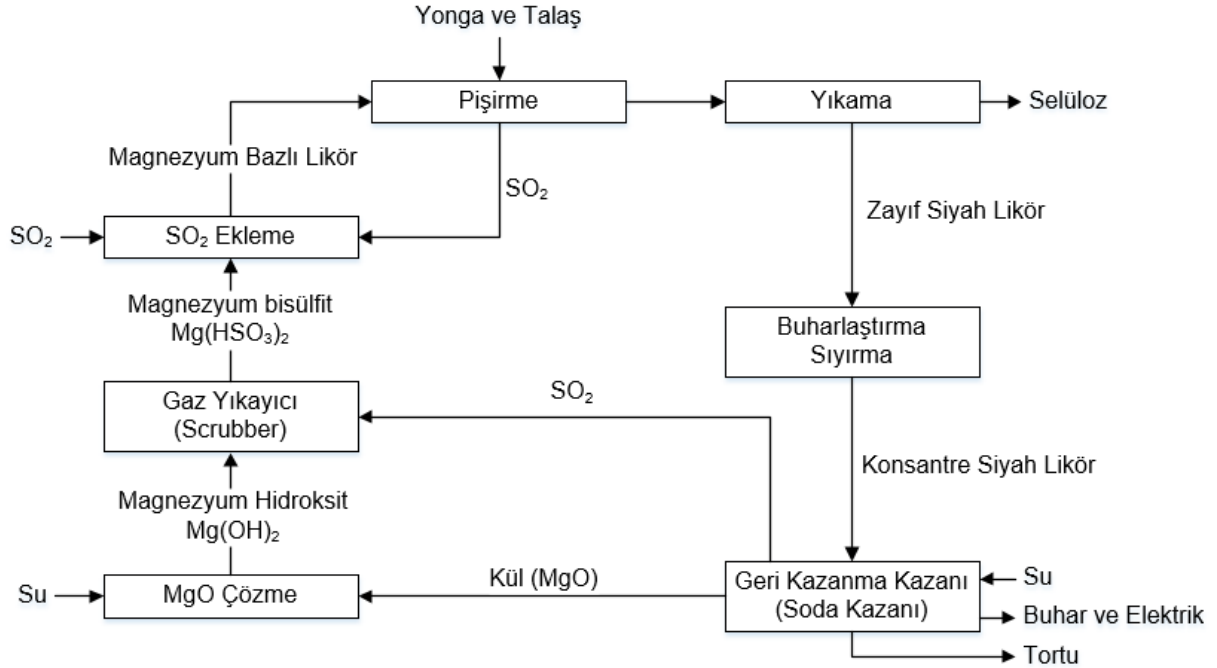 Yonga ve Talaş
Pişirme
Yıkama
Selüloz
Magnezyum Bazlı Likör
SO₂
Zayıf Siyah Likör
SO₂
SO₂ Ekleme
Magnezyum bisülfit
Mg(HSO₃)₂
Buharlaştırma
Sıyırma
Gaz Yıkayıcı
(Scrubber)
SO₂
Konsantre Siyah Likör
Magnezyum Hidroksit
Mg(OH)₂
Su
MgO Çözme
Kül (MgO)
Geri Kazanma Kazanı
(Soda Kazanı)
Su
Buhar ve Elektrik
Tortu